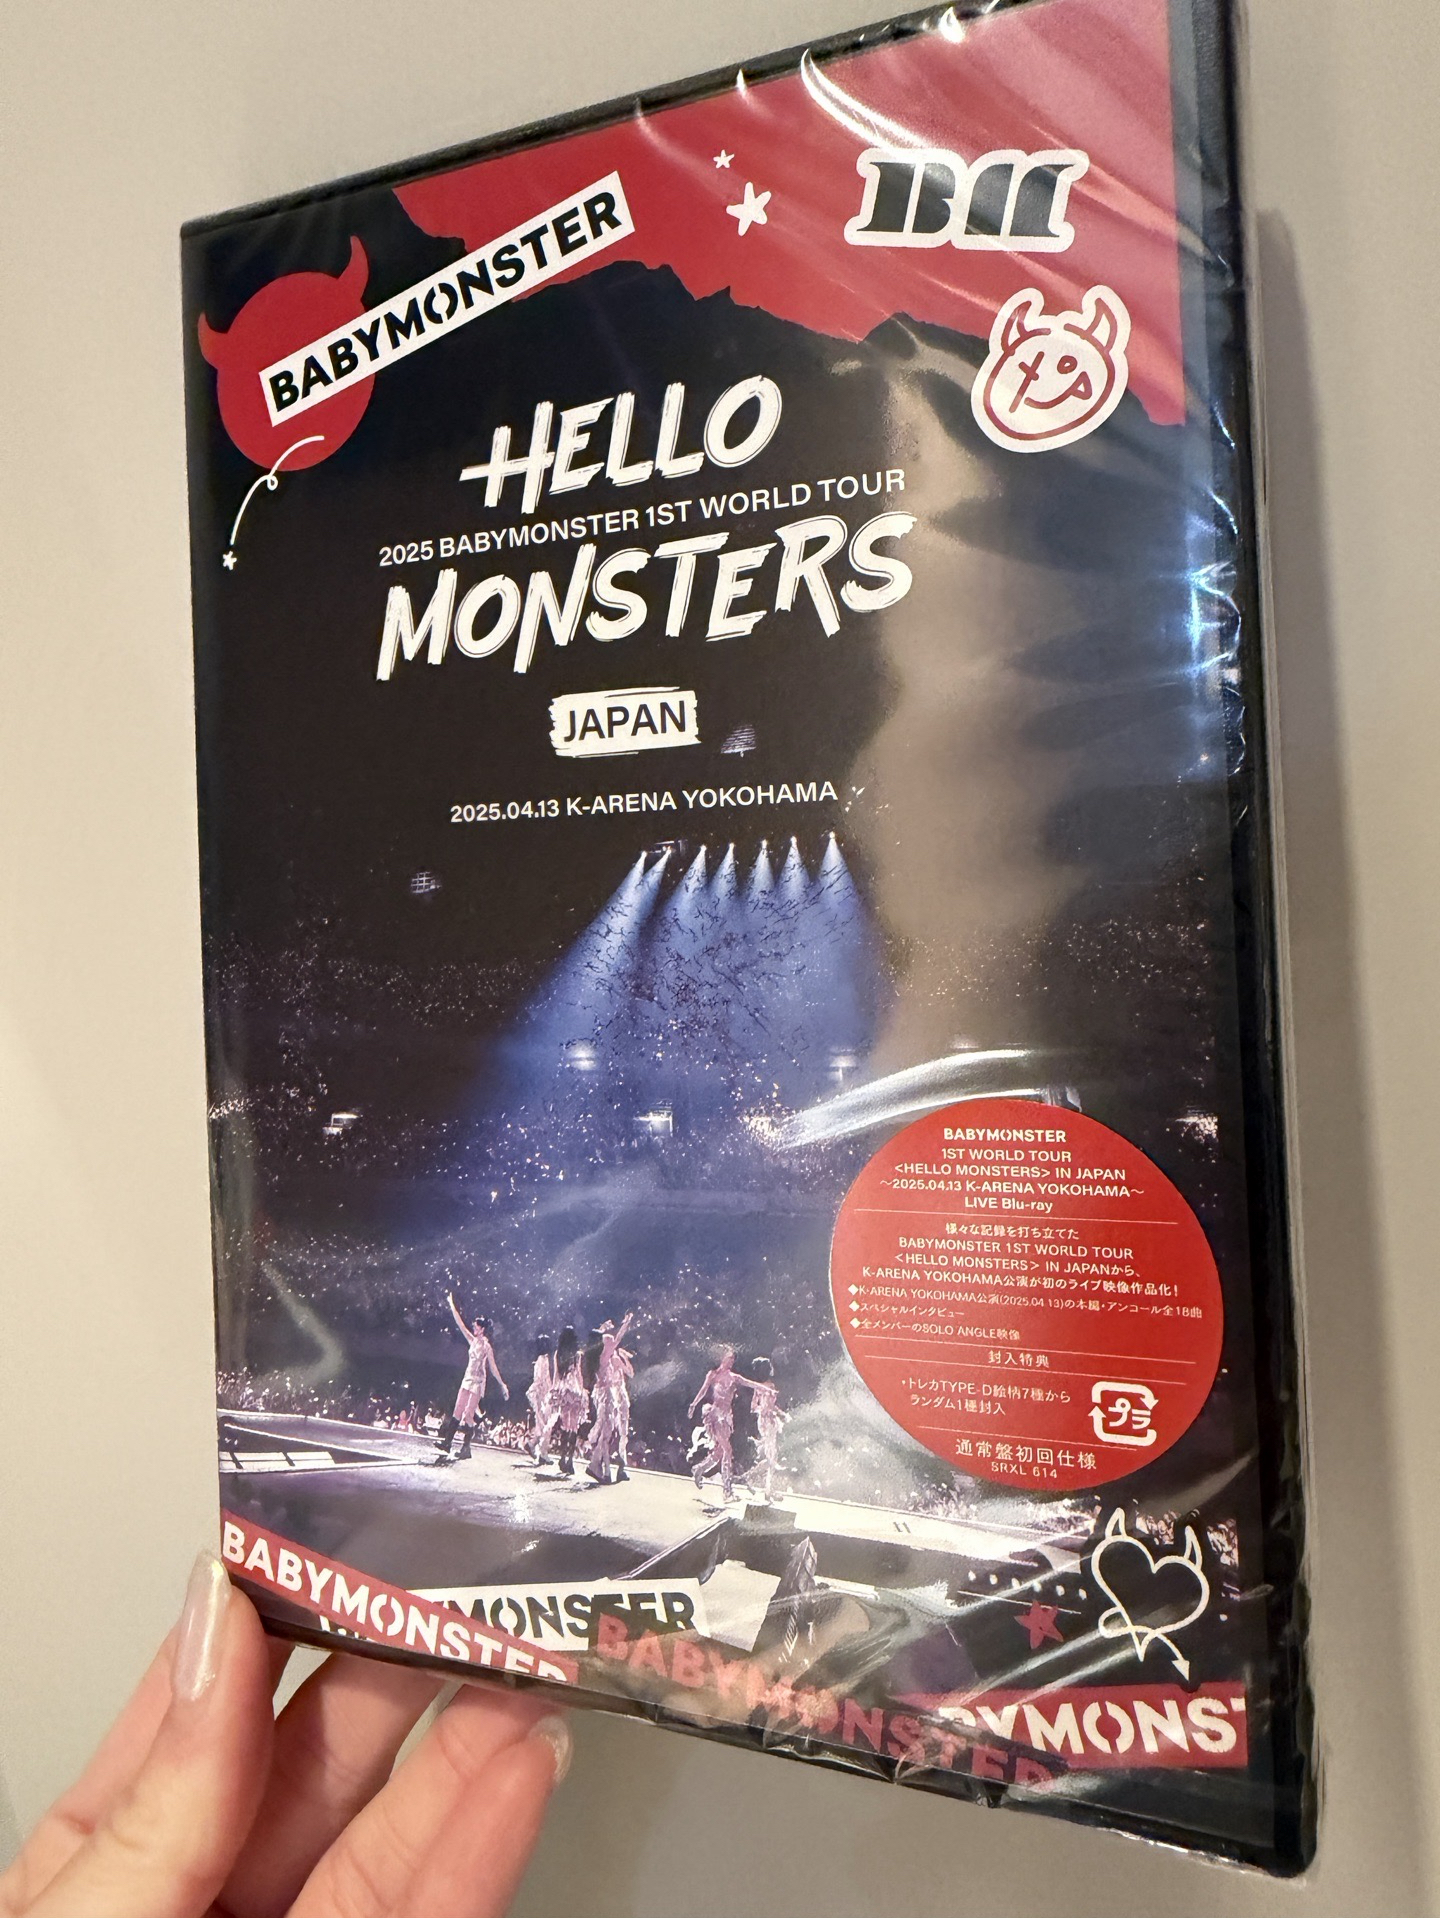 BABYMONSTER
HELLO
2025 BABYMONSTER 1ST WORLD TOUR
MONSTERS
JAPAN
2025.04.13 K-ARENA YOKOHAMA
BABYMONSTER
1ST WORLD TOUR
<HELLO MONSTERS> IN JAPAN
～2025.04.13 K-ARENA YOKOHAMA～
LIVE Blu-ray
様々な記録を打ち立てた
BABYMONSTER 1ST WORLD TOUR
<HELLO MONSTERS> IN JAPANから、
K-ARENA YOKOHAMA公演が初のライブ映像作品化!
◆K-ARENA YOKOHAMA公演(2025.04.13)の本編・アンコール全18曲
◆スペシャルインタビュー
◆全メンバーのSOLO ANGLE映像
封入特典
・トレカTYPE-D絵柄7種から
ランダム1種封入
プラ
通常盤初回仕様
SRXL 614
BABYMONSTER
YMONSTER
BABYMONSTER
BYMONST